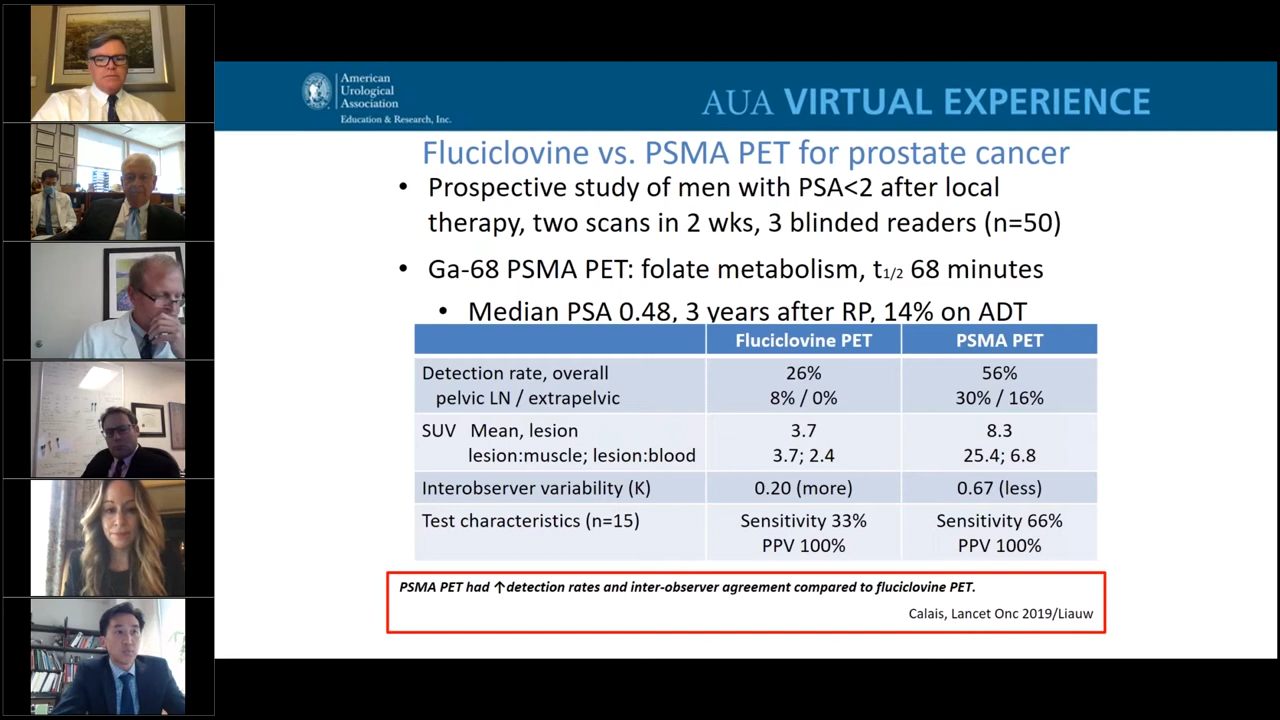 American
Urological
Association
Education & Research, Inc.
AUA VIRTUAL EXPERIENCE
Fluciclovine vs. PSMA PET for prostate cancer
• Prospective study of men with PSA<2 after local
therapy, two scans in 2 wks, 3 blinded readers (n=50)
• Ga-68 PSMA PET: folate metabolism, t1/2 68 minutes
• Median PSA 0.48, 3 years after RP, 14% on ADT
Fluciclovine PET PSMA PET
Detection rate, overall 26% 56%
pelvic LN / extrapelvic 8% / 0% 30% / 16%
SUV Mean, lesion 3.7 8.3
lesion:muscle; lesion:blood 3.7; 2.4 25.4; 6.8
Interobserver variability (K) 0.20 (more) 0.67 (less)
Test characteristics (n=15) Sensitivity 33% Sensitivity 66%
PPV 100% PPV 100%
PSMA PET had ↑detection rates and inter-observer agreement compared to fluciclovine PET.
Calais, Lancet Onc 2019/Liauw